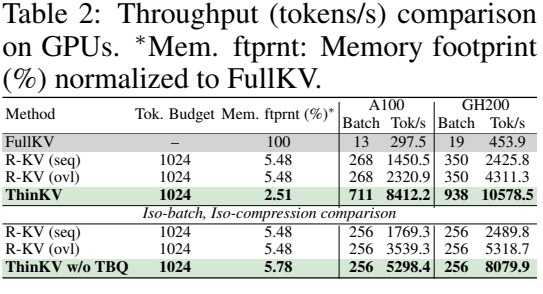 Table 2: Throughput (tokens/s) comparison
on GPUs. *Mem. ftprnt: Memory footprint
(%) normalized to FullKV.
Method Tok. Budget Mem. ftprnt (%)* A100 GH200
Batch Tok/s Batch Tok/s
FullKV – 100 13 297.5 19 453.9
R-KV (seq) 1024 5.48 268 1450.5 350 2425.8
R-KV (ovl) 1024 5.48 268 2320.9 350 4311.3
ThinKV 1024 2.51 711 8412.2 938 10578.5
Iso-batch, Iso-compression comparison
R-KV (seq) 1024 5.48 256 1769.3 256 2489.8
R-KV (ovl) 1024 5.48 256 3539.3 256 5318.7
ThinKV w/o TBQ 1024 5.78 256 5298.4 256 8079.9